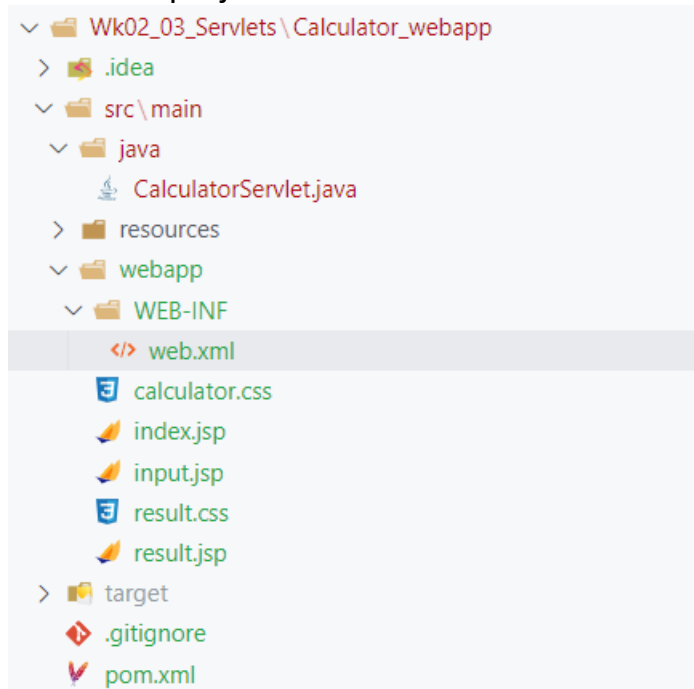 Wk02_03_Servlets\Calculator_webapp
.idea
src\main
java
CalculatorServlet.java
resources
webapp
WEB-INF
</> web.xml
calculator.css
index.jsp
input.jsp
result.css
result.jsp
target
.gitignore
pom.xml